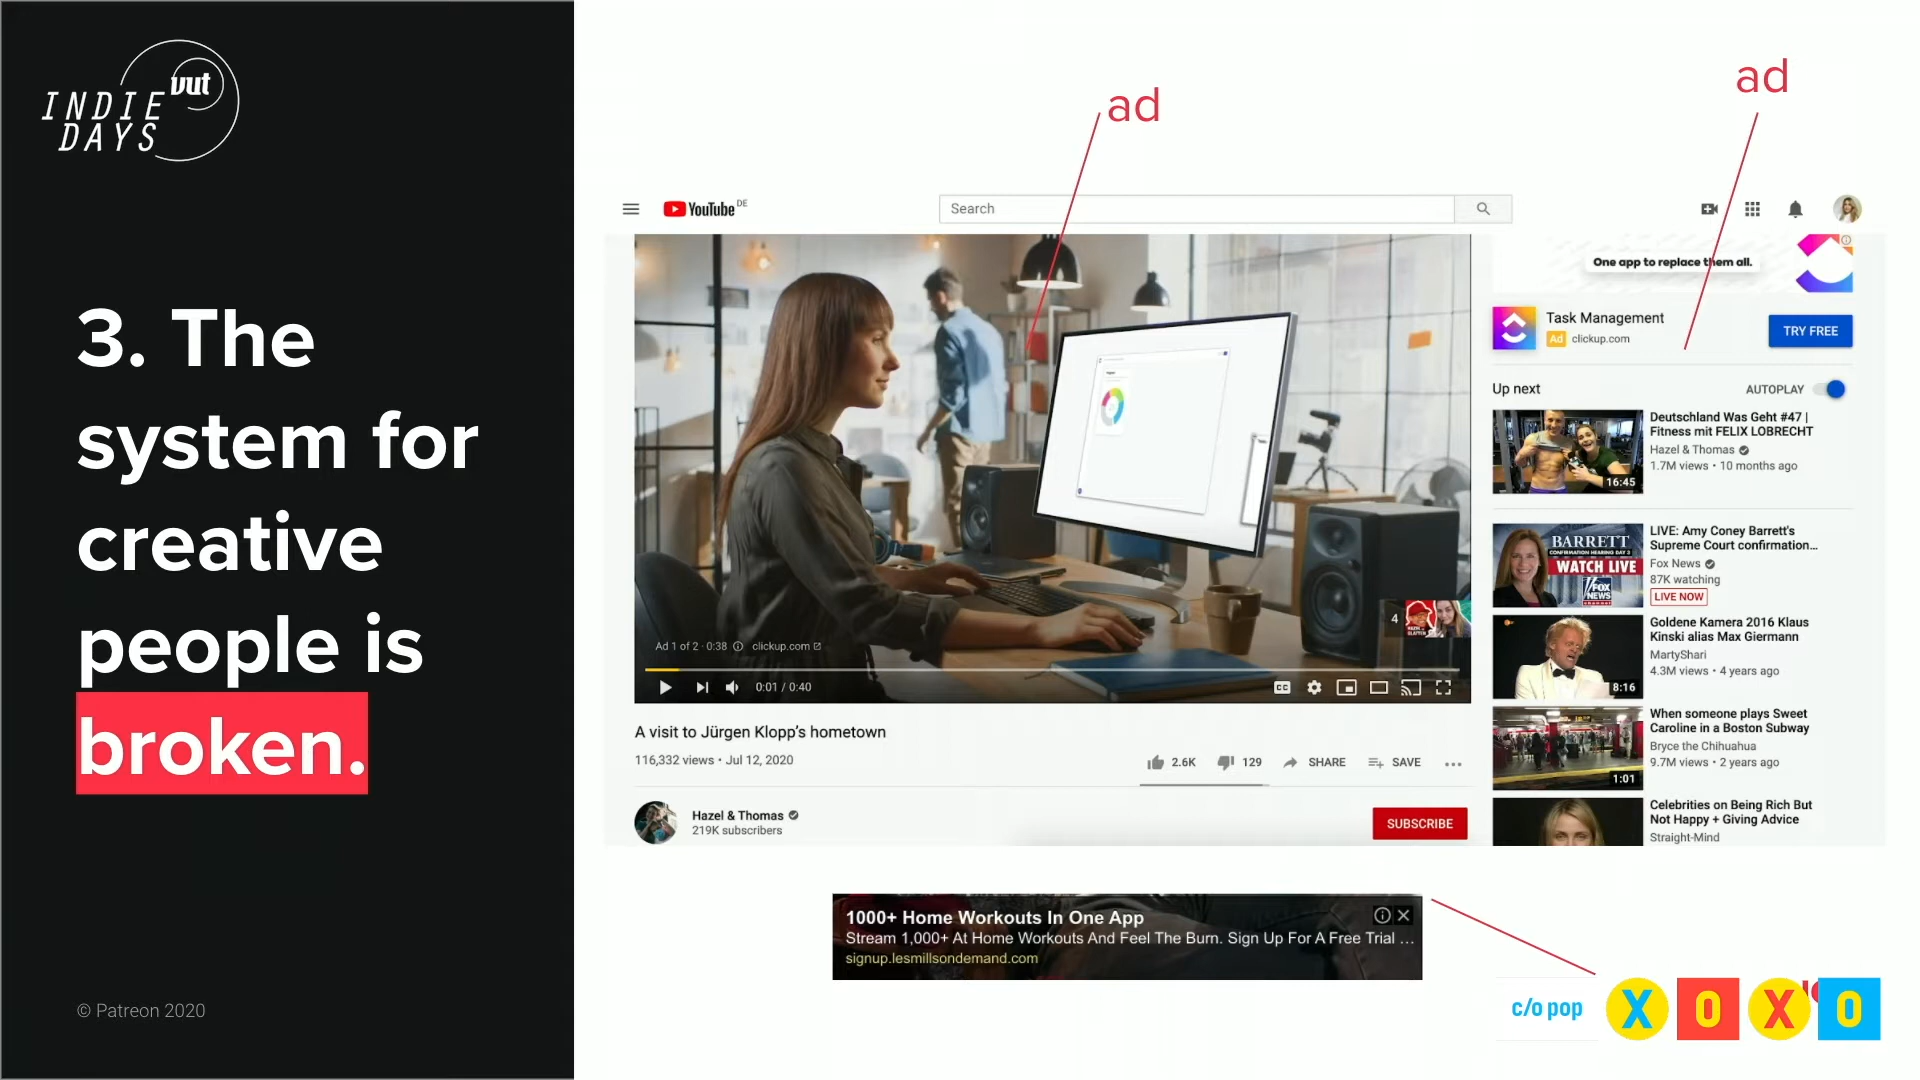 vut
INDIE
DAYS
3. The
system for
creative
people is
broken.
© Patreon 2020
ad
ad
YouTube DE
Search
One app to replace them all.
Task Management
Ad clickup.com
TRY FREE
Up next
AUTOPLAY
Deutschland Was Geht #47 |
Fitness mit FELIX LOBRECHT
Hazel & Thomas
1.7M views • 10 months ago
16:45
BARRETT
CONFIRMATION HEARING DAY 2
WATCH LIVE
FOX
NEWS
channel
LIVE: Amy Coney Barrett's
Supreme Court confirmation...
Fox News
87K watching
LIVE NOW
Goldene Kamera 2016 Klaus
Kinski alias Max Giermann
MartyShari
4.3M views • 4 years ago
8:16
When someone plays Sweet
Caroline in a Boston Subway
Bryce the Chihuahua
9.7M views • 2 years ago
1:01
Celebrities on Being Rich But
Not Happy + Giving Advice
Straight-Mind
4
Ad 1 of 2 · 0:38 clickup.com
0:01 / 0:40
CC
A visit to Jürgen Klopp's hometown
116,332 views • Jul 12, 2020
2.6K
129
SHARE
SAVE
Hazel & Thomas
219K subscribers
SUBSCRIBE
1000+ Home Workouts In One App
Stream 1,000+ At Home Workouts And Feel The Burn. Sign Up For A Free Trial ...
signup.lesmillsondemand.com
c/o pop
X O X O